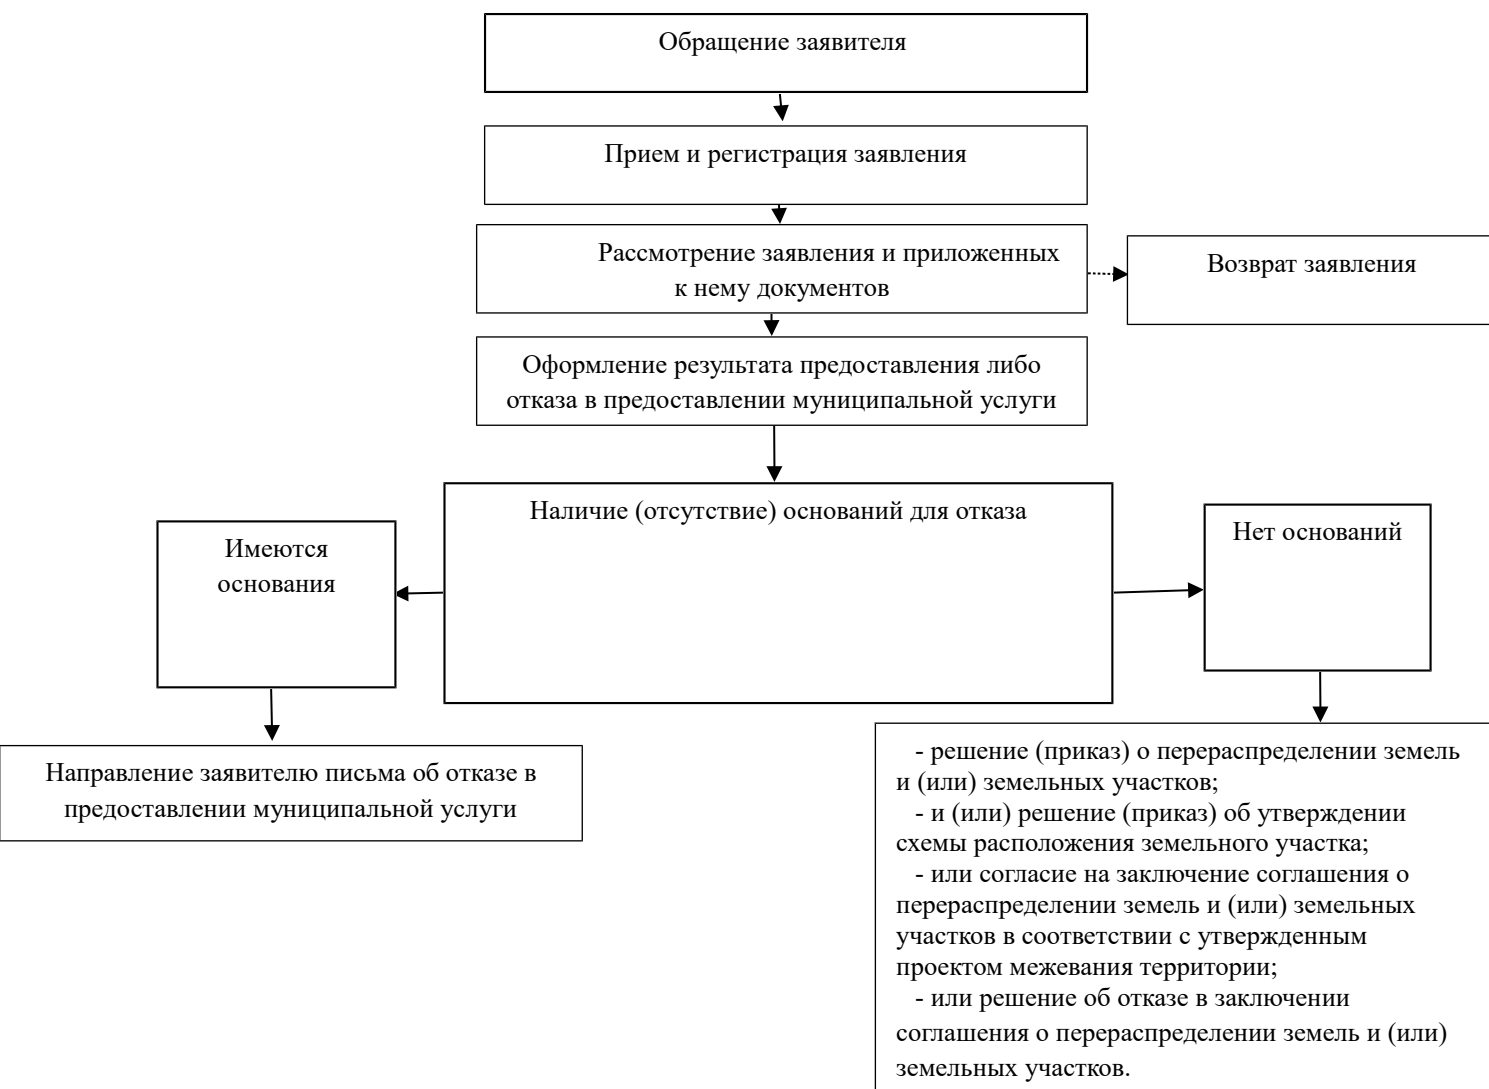 Обращение заявителя
Прием и регистрация заявления
Рассмотрение заявления и приложенных
к нему документов
Возврат заявления
Оформление результата предоставления либо
отказа в предоставлении муниципальной услуги
Наличие (отсутствие) оснований для отказа
Имеются
основания
Нет оснований
Направление заявителю письма об отказе в
предоставлении муниципальной услуги
- решение (приказ) о перераспределении земель
и (или) земельных участков;
- и (или) решение (приказ) об утверждении
схемы расположения земельного участка;
- или согласие на заключение соглашения о
перераспределении земель и (или) земельных
участков в соответствии с утвержденным
проектом межевания территории;
- или решение об отказе в заключении
соглашения о перераспределении земель и (или)
земельных участков.